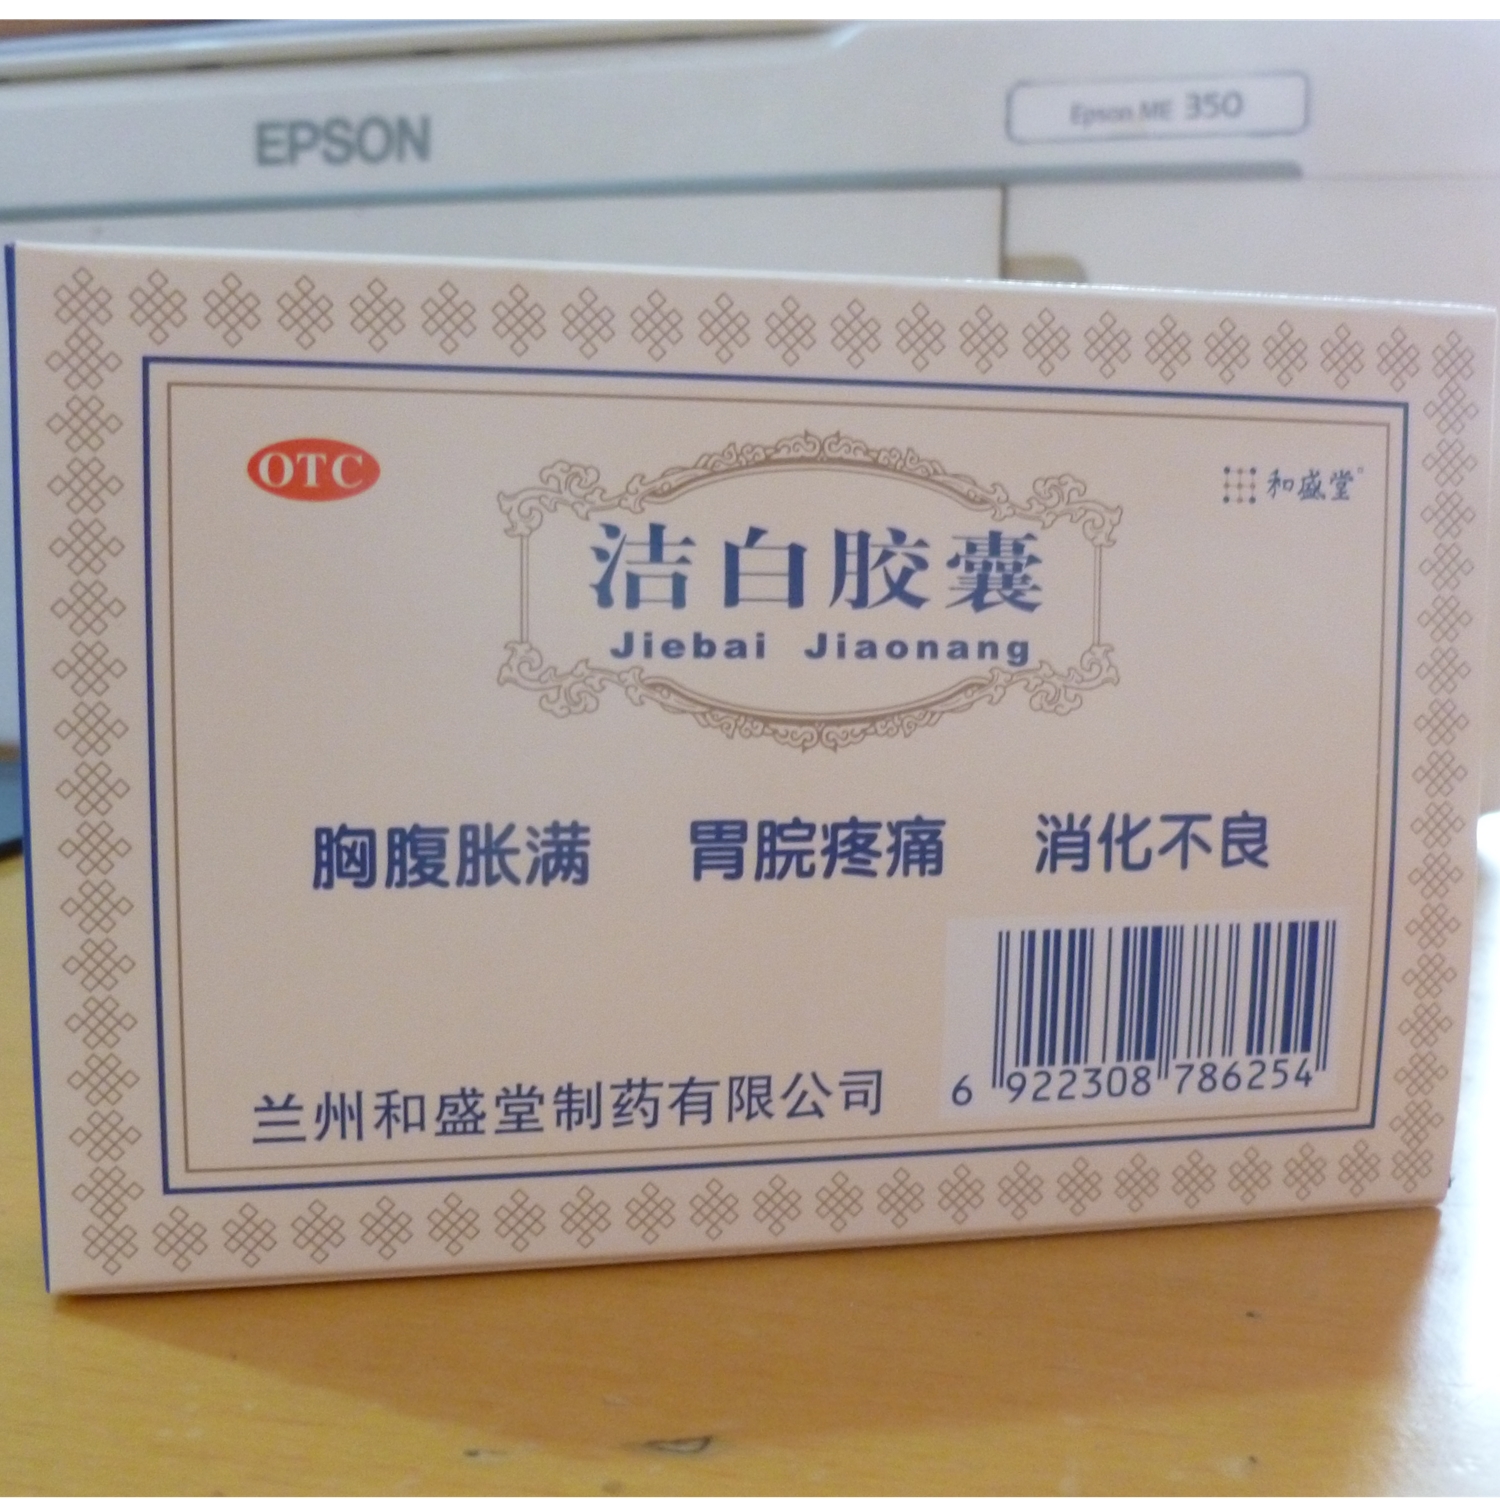 EPSON
Epson ME 350
OTC
和盛堂
洁白胶囊
Jiebai Jiaonang
胸腹胀满 胃脘疼痛 消化不良
兰州和盛堂制药有限公司
6 922308 786254